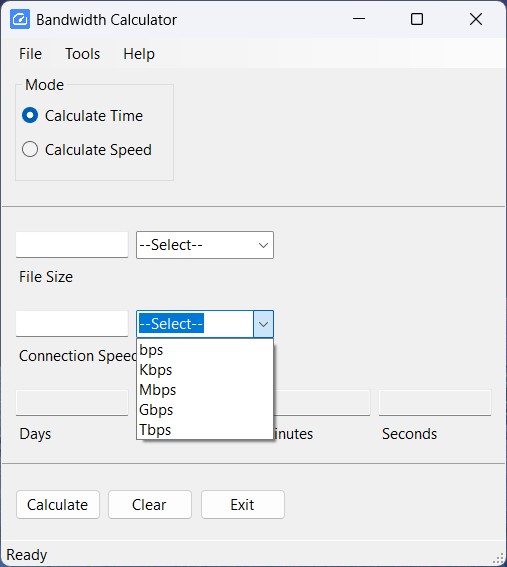 Bandwidth Calculator
File Tools Help
Mode
Calculate Time
Calculate Speed
--Select--
File Size
--Select--
Connection Speed
bps
Kbps
Mbps
Gbps
Tbps
Days inutes Seconds
Calculate Clear Exit
Ready